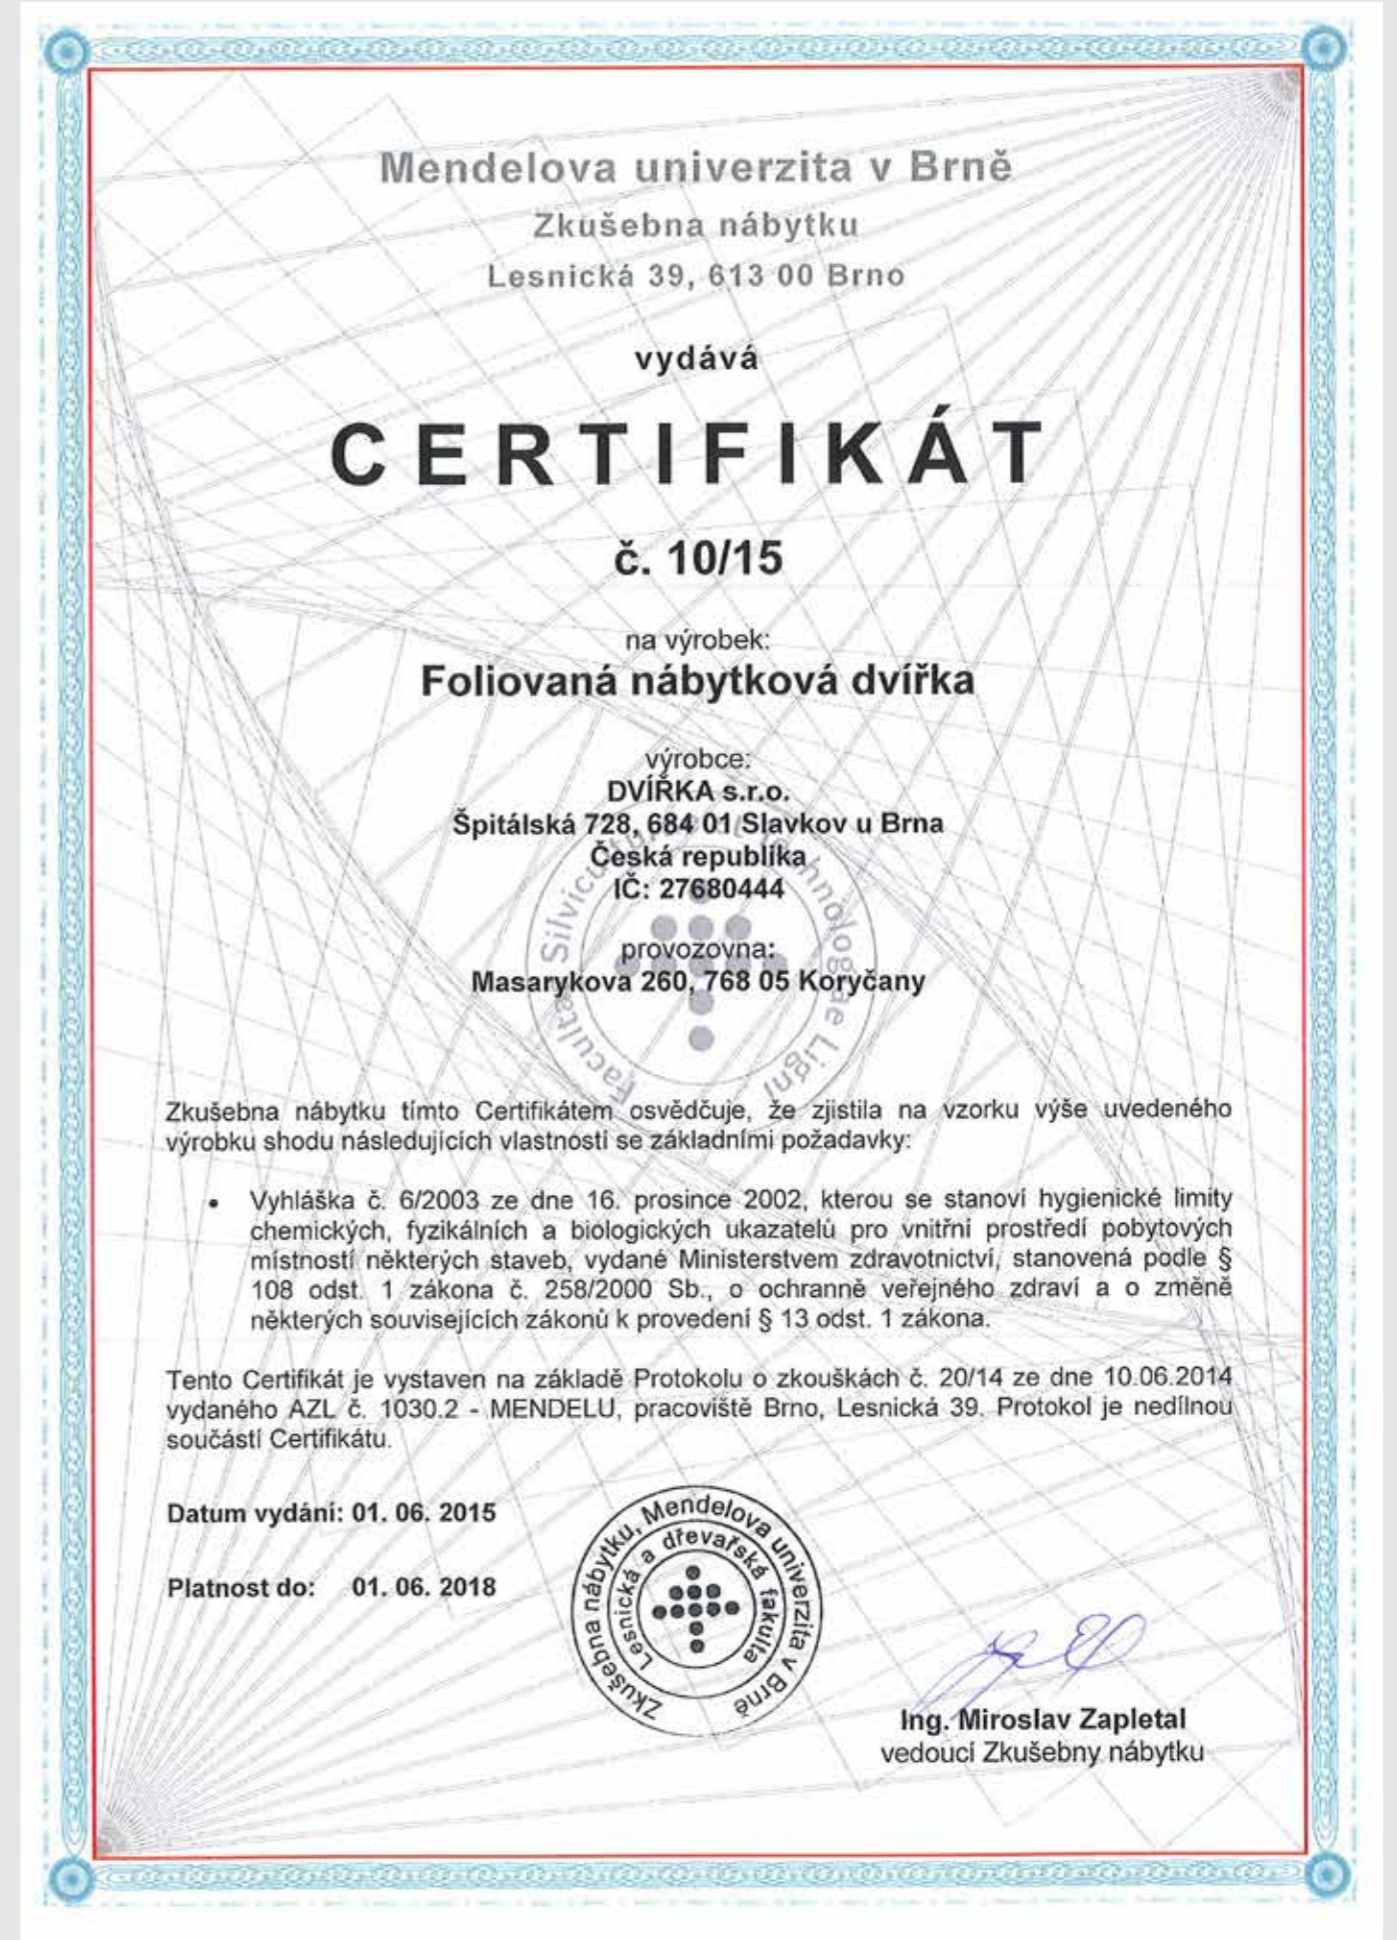 Mendelova univerzita v Brně
Zkušebna nábytku
Lesnická 39, 613 00 Brno
vydává
CERTIFIKÁT
č. 10/15
na výrobek:
Foliovaná nábytková dvířka
výrobce:
DVÍŘKA s.r.o.
Špitálská 728, 684 01 Slavkov u Brna
Česká republika
IČ: 27680444
provozovna:
Masarykova 260, 768 05 Koryčany
Zkušebna nábytku tímto Certifikátem osvědčuje, že zjistila na vzorku výše uvedeného
výrobku shodu následujících vlastností se základními požadavky:
• Vyhláška č. 6/2003 ze dne 16. prosince 2002, kterou se stanoví hygienické limity
chemických, fyzikálních a biologických ukazatelů pro vnitřní prostředí pobytových
místností některých staveb, vydané Ministerstvem zdravotnictví, stanovená podle §
108 odst. 1 zákona č. 258/2000 Sb., o ochranně veřejného zdraví a o změně
některých souvisejících zákonů k provedení § 13 odst. 1 zákona.
Tento Certifikát je vystaven na základě Protokolu o zkouškách č. 20/14 ze dne 10.06.2014
vydaného AZL č. 1030.2 - MENDELU, pracoviště Brno, Lesnická 39. Protokol je nedílnou
součástí Certifikátu.
Datum vydání: 01. 06. 2015
Platnost do: 01. 06. 2018
Zkušebna nábytku, Mendelova univerzita v Brně
Lesnická a dřevařská fakulta
Ing. Miroslav Zapletal
vedoucí Zkušebny nábytku